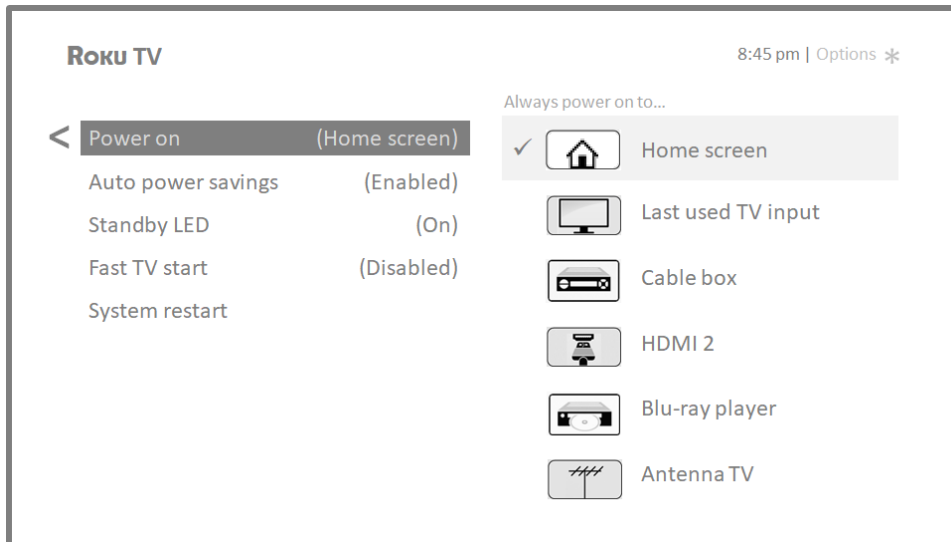 ROKU TV
8:45 pm | Options *
Always power on to...
< Power on (Home screen)
Auto power savings (Enabled)
Standby LED (On)
Fast TV start (Disabled)
System restart
✓ Home screen
Last used TV input
Cable box
HDMI 2
Blu-ray player
Antenna TV